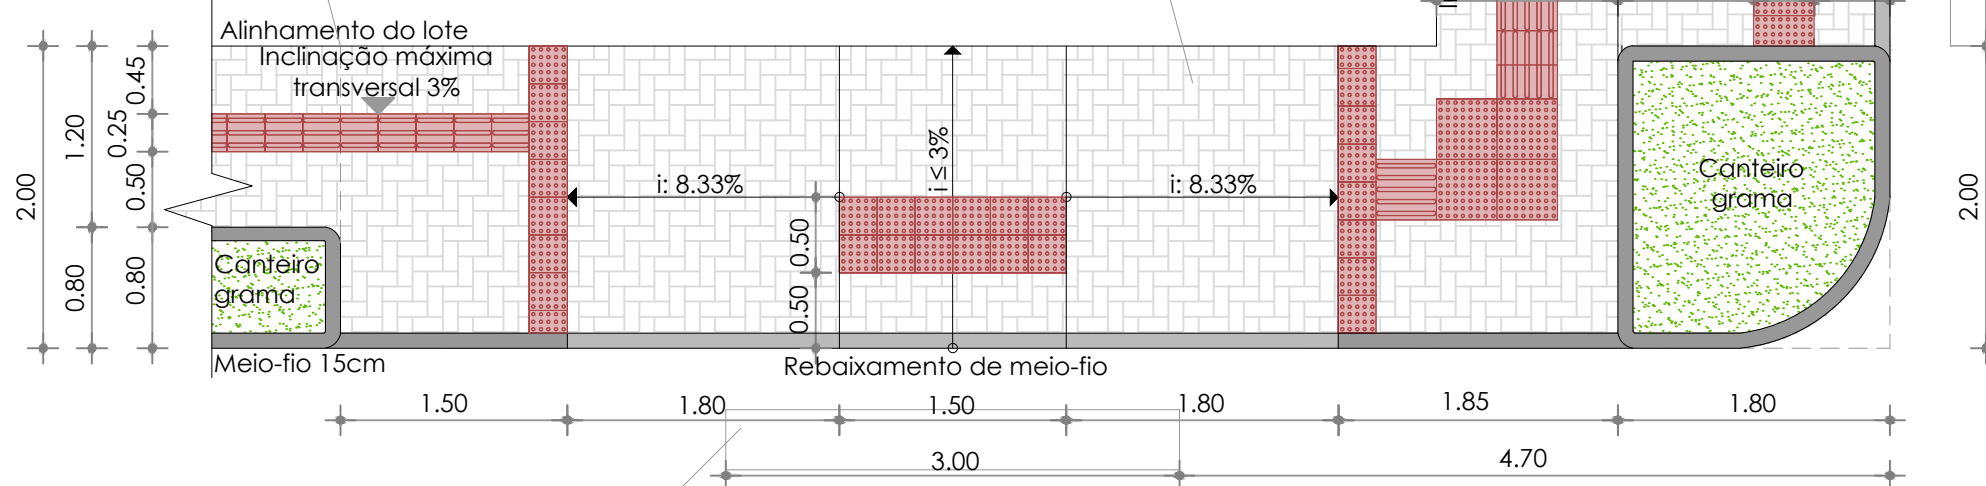 Alinhamento do lote
Inclinação máxima
transversal 3%
0.45
0.25
1.20
0.50
2.00
0.80
0.80
Canteiro
grama
Meio-fio 15cm
i: 8.33%
i ≤ 3%
i: 8.33%
0.50
0.50
Rebaixamento de meio-fio
Canteiro
grama
2.00
1.50
1.80
1.50
1.80
1.85
1.80
3.00
4.70